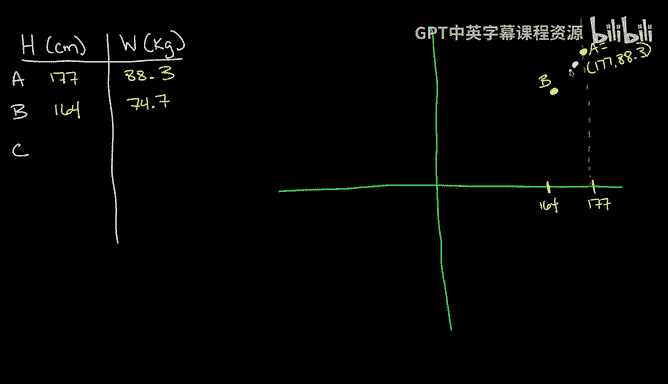 GPT中英字幕课程资源 bilibili
H (cm) W (Kg)
A 177 88.3
B 164 74.7
C
A=
(177,88.3)
B
164 177